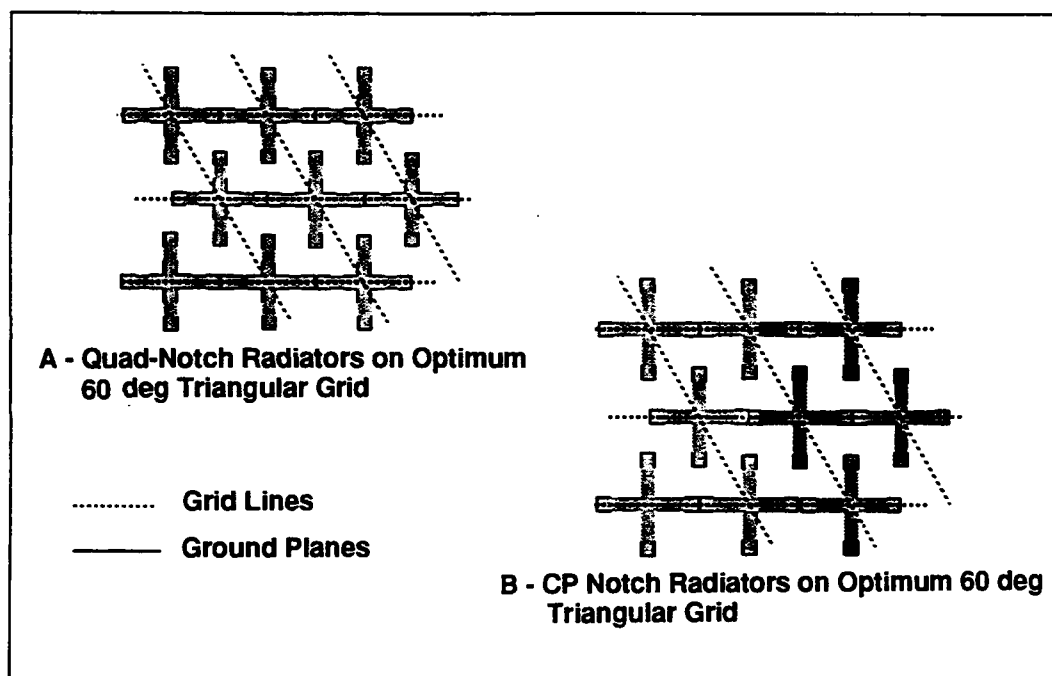 A - Quad-Notch Radiators on Optimum
60 deg Triangular Grid
Grid Lines
Ground Planes
B - CP Notch Radiators on Optimum 60 deg
Triangular Grid